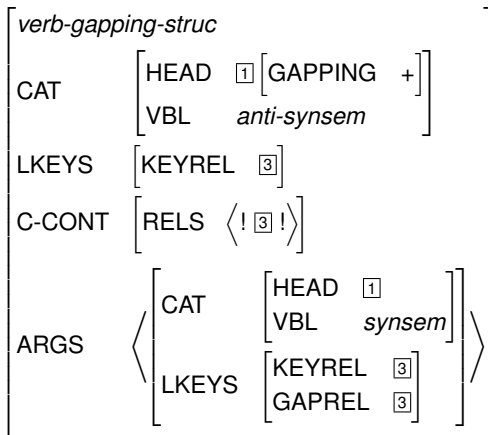 verb-gapping-struc
CAT [HEAD 1 [GAPPING +]
VBL anti-synsem]
LKEYS [KEYREL 3]
C-CONT [RELS ⟨! 3 !⟩]
ARGS ⟨[CAT [HEAD 1
VBL synsem]
LKEYS [KEYREL 3
GAPREL 3]]⟩